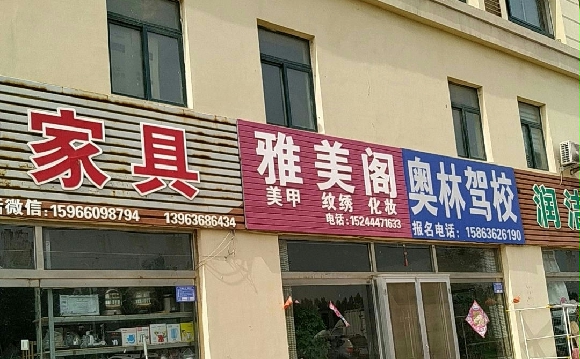 家具
微信：15966098794 13963686434
雅美阁
美甲 纹绣 化妆
电话：15244471633
奥林驾校
报名电话：15863626190
润洁